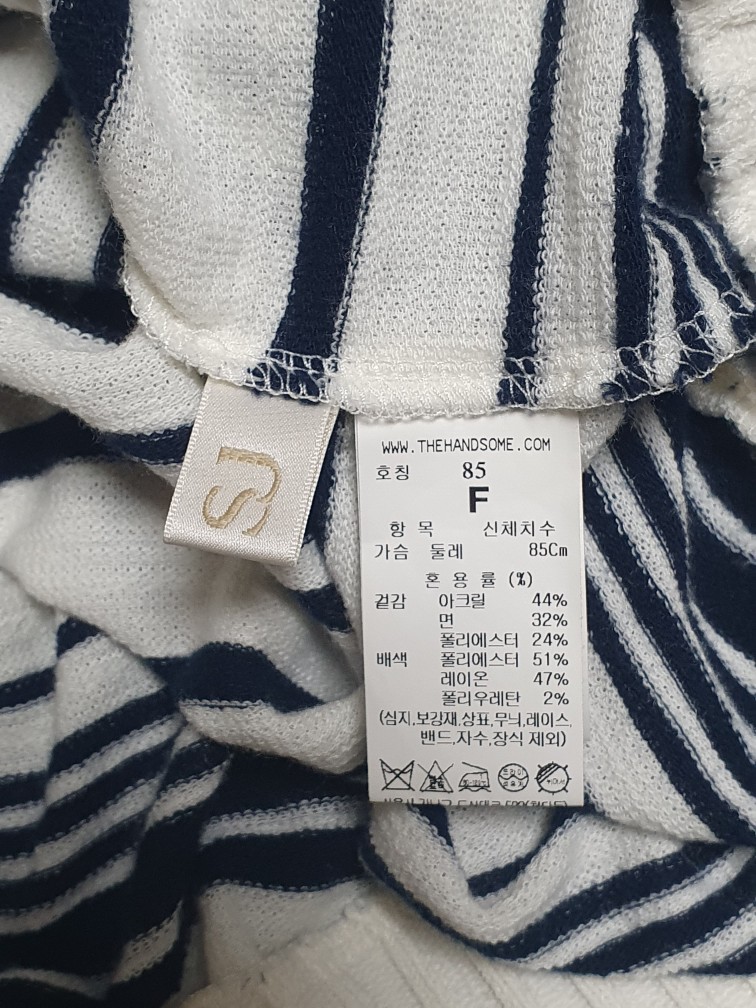 SJ
WWW.THEHANDSOME.COM
호칭 85
F
항 목 신체치수
가슴 둘레 85Cm
혼 용 률 (%)
겉감 아크릴 44%
면 32%
폴리에스터 24%
배색 폴리에스터 51%
레이온 47%
폴리우레탄 2%
(심지,보강재,상표,무늬,레이스,
밴드,자수,장식 제외)